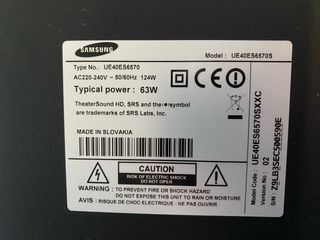 SAMSUNG
Model : UE40ES6570S
Type No.: UE40ES6570
AC220-240V ~ 50/60Hz 124W
Typical power : 63W
TheaterSound HD, SRS and the (●) symbol
are trademarks of SRS Labs, Inc.
MADE IN SLOVAKIA
CAUTION
RISK OF ELECTRIC SHOCK
DO NOT OPEN
WARNING : TO PREVENT FIRE OR SHOCK HAZARD
DO NOT EXPOSE THIS UNIT TO RAIN OR MOISTURE
AVIS : RISQUE DE CHOC ELECTRIQUE - NE PAS OUVRIR
Model Code : UE40ES6570SXXC
Version No : 02
S/N: Z9LB3SEC500590E